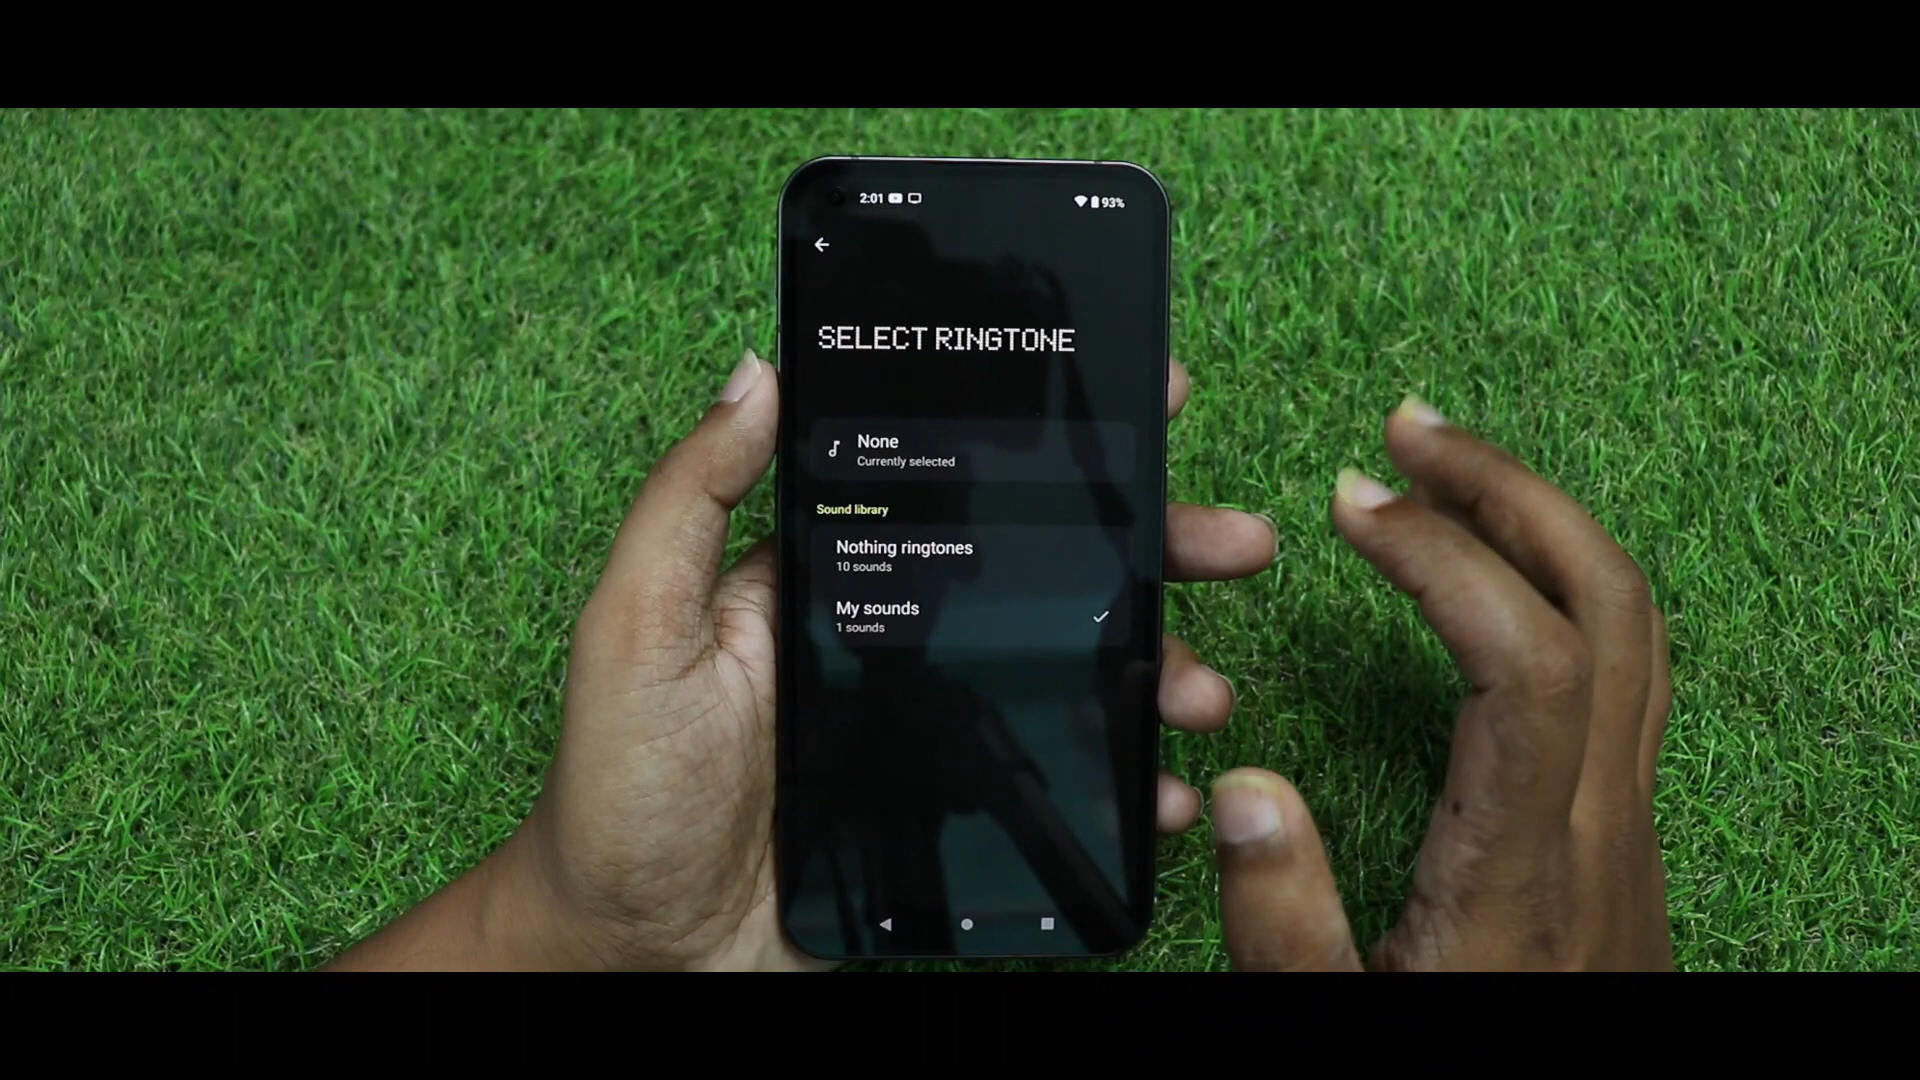 2:01
93%
SELECT RINGTONE
None
Currently selected
Sound library
Nothing ringtones
10 sounds
My sounds
1 sounds